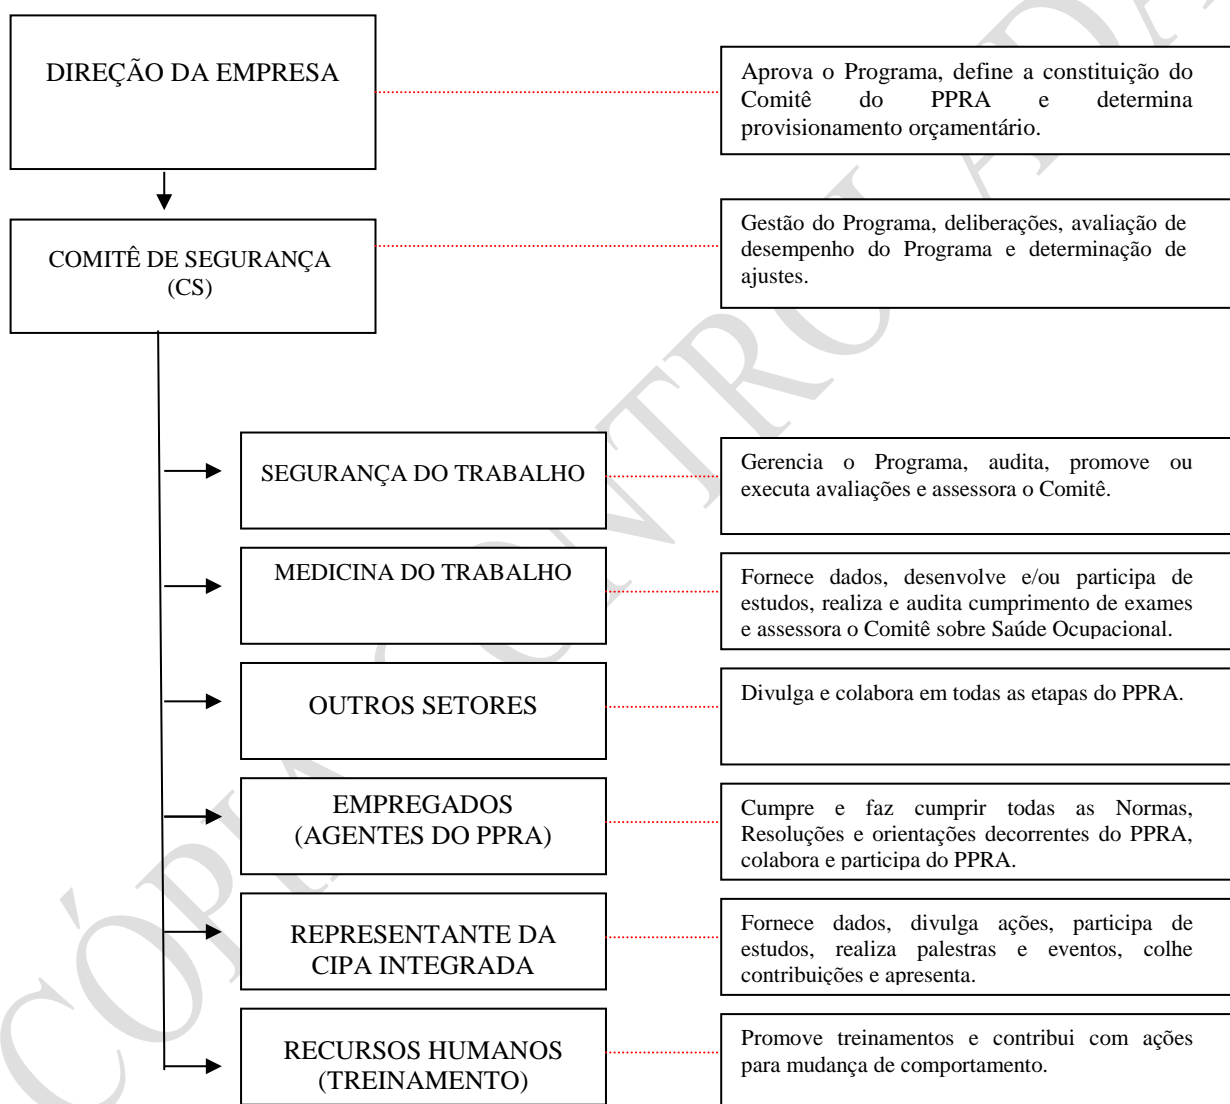 DIREÇÃO DA EMPRESA
Aprova o Programa, define a constituição do
Comitê do PPRA e determina
provisionamento orçamentário.
COMITÊ DE SEGURANÇA
(CS)
Gestão do Programa, deliberações, avaliação de
desempenho do Programa e determinação de
ajustes.
SEGURANÇA DO TRABALHO
Gerencia o Programa, audita, promove ou
executa avaliações e assessora o Comitê.
MEDICINA DO TRABALHO
Fornece dados, desenvolve e/ou participa de
estudos, realiza e audita cumprimento de exames
e assessora o Comitê sobre Saúde Ocupacional.
OUTROS SETORES
Divulga e colabora em todas as etapas do PPRA.
EMPREGADOS
(AGENTES DO PPRA)
Cumpre e faz cumprir todas as Normas,
Resoluções e orientações decorrentes do PPRA,
colabora e participa do PPRA.
REPRESENTANTE DA
CIPA INTEGRADA
Fornece dados, divulga ações, participa de
estudos, realiza palestras e eventos, colhe
contribuições e apresenta.
RECURSOS HUMANOS
(TREINAMENTO)
Promove treinamentos e contribui com ações
para mudança de comportamento.
CÓPIA CONTROLADA